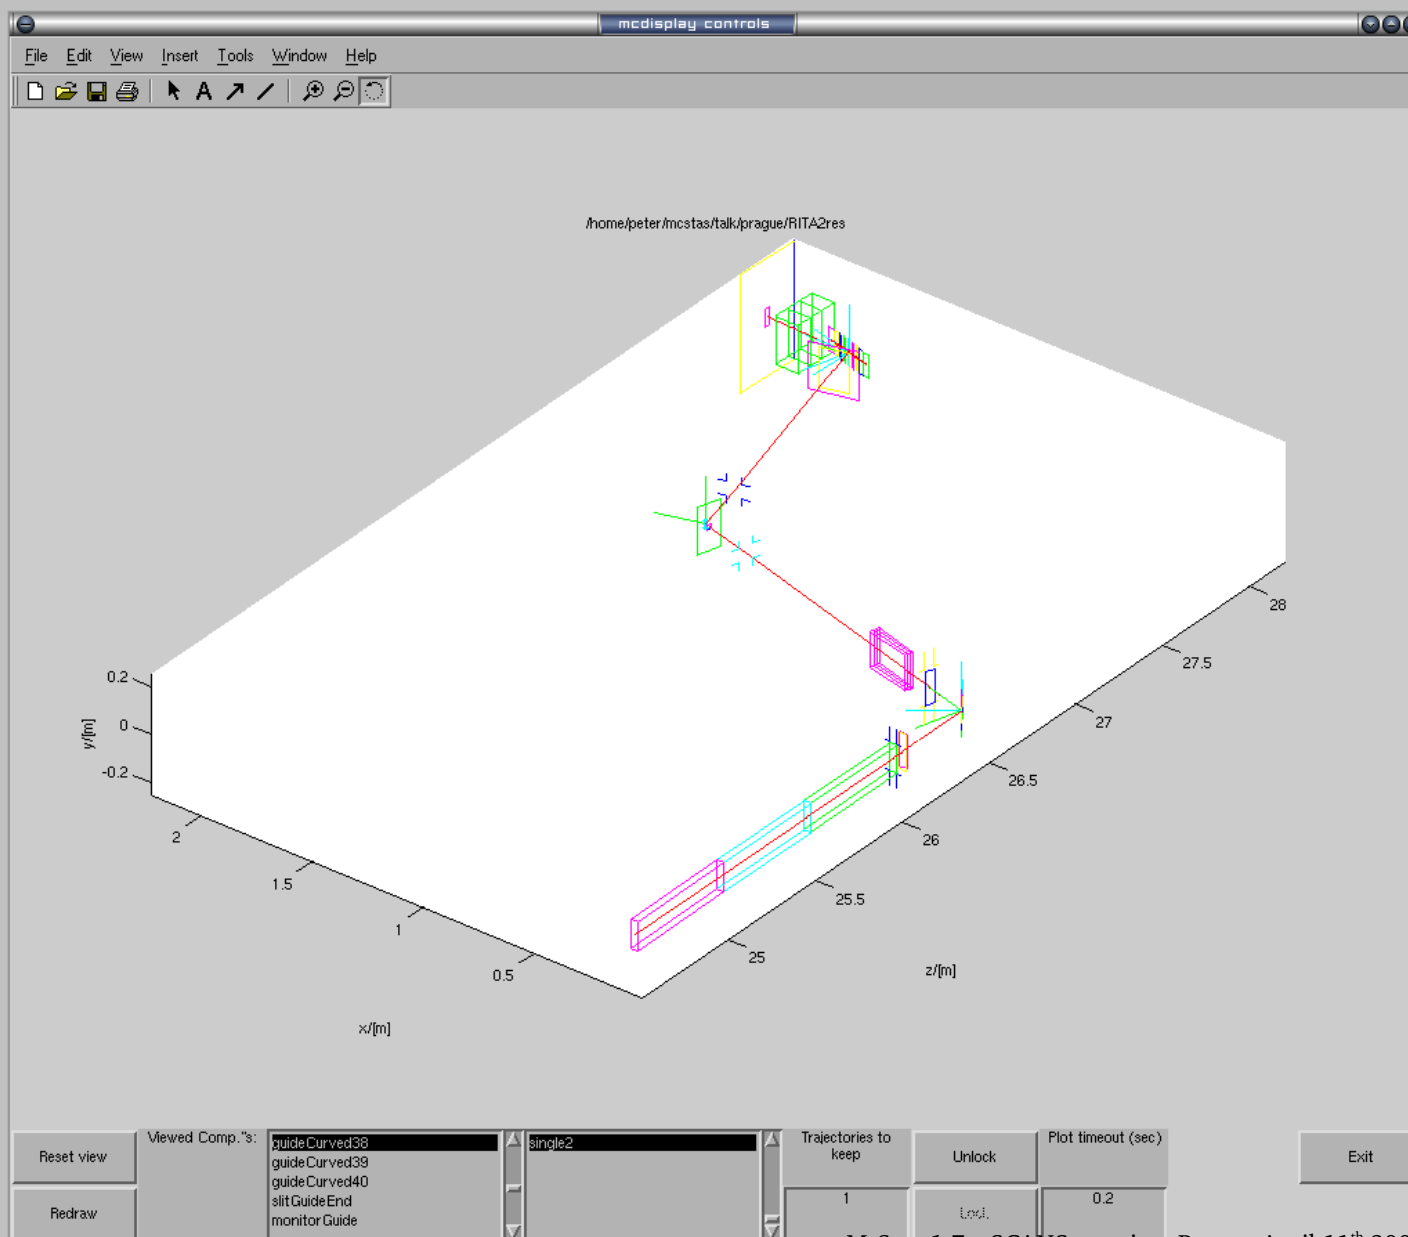 mcdisplay controls
File Edit View Insert Tools Window Help
A
/home/peter/mcstas/talk/prague/RITA2res
0.2
0
-0.2
y/[m]
2
1.5
1
0.5
x/[m]
25
25.5
26
26.5
27
27.5
28
z/[m]
Reset view
Redraw
Viewed Comp."s:
guideCurved38
guideCurved39
guideCurved40
slitGuideEnd
monitorGuide
single2
Trajectories to
keep
1
Unlock
Plot timeout (sec)
0.2
Exit